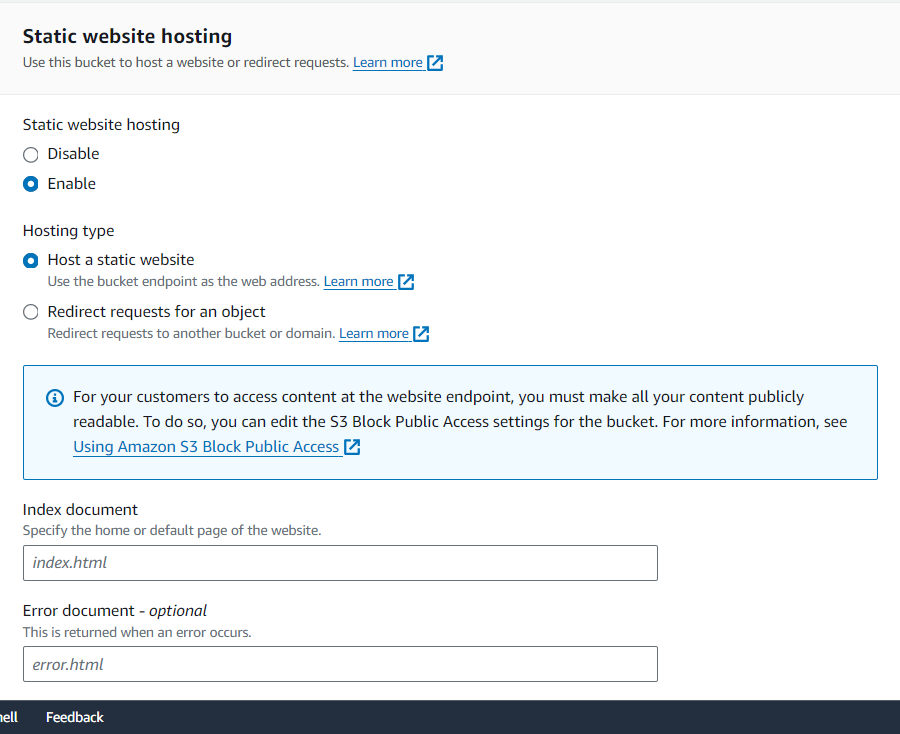 Static website hosting
Use this bucket to host a website or redirect requests. Learn more
Static website hosting
Disable
Enable
Hosting type
Host a static website
Use the bucket endpoint as the web address. Learn more
Redirect requests for an object
Redirect requests to another bucket or domain. Learn more
For your customers to access content at the website endpoint, you must make all your content publicly
readable. To do so, you can edit the S3 Block Public Access settings for the bucket. For more information, see
Using Amazon S3 Block Public Access
Index document
Specify the home or default page of the website.
index.html
Error document - optional
This is returned when an error occurs.
error.html
Feedback